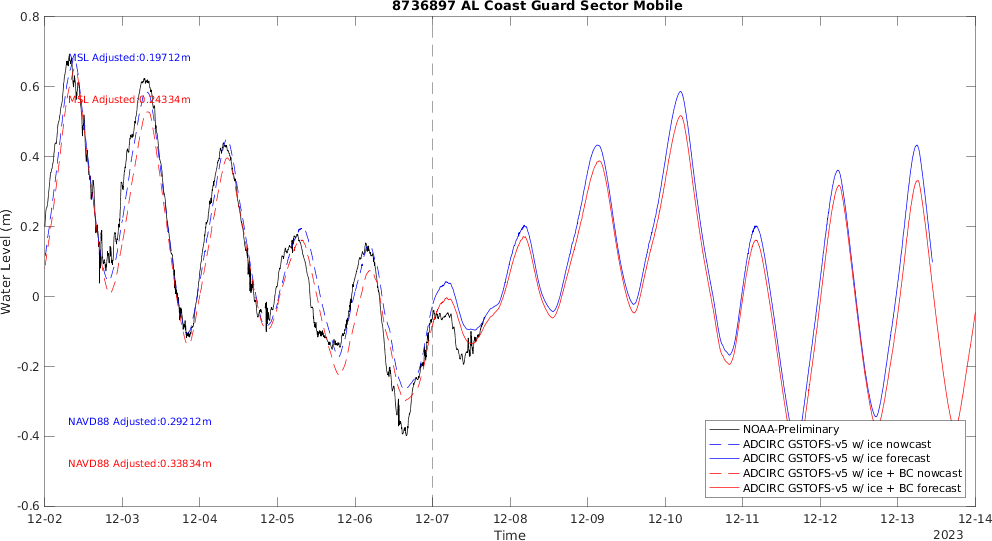 8736897 AL Coast Guard Sector Mobile
0.8
MSL Adjusted:0.19712m
0.6
MSL Adjusted:0.24334m
0.4
0.2
Water Level (m)
0
-0.2
NAVD88 Adjusted:0.29212m
-0.4
NAVD88 Adjusted:0.33834m
-0.6
NOAA-Preliminary
ADCIRC GSTOFS-v5 w/ ice nowcast
ADCIRC GSTOFS-v5 w/ ice forecast
ADCIRC GSTOFS-v5 w/ ice + BC nowcast
ADCIRC GSTOFS-v5 w/ ice + BC forecast
12-02 12-03 12-04 12-05 12-06 12-07 12-08 12-09 12-10 12-11 12-12 12-13 12-14
Time
2023